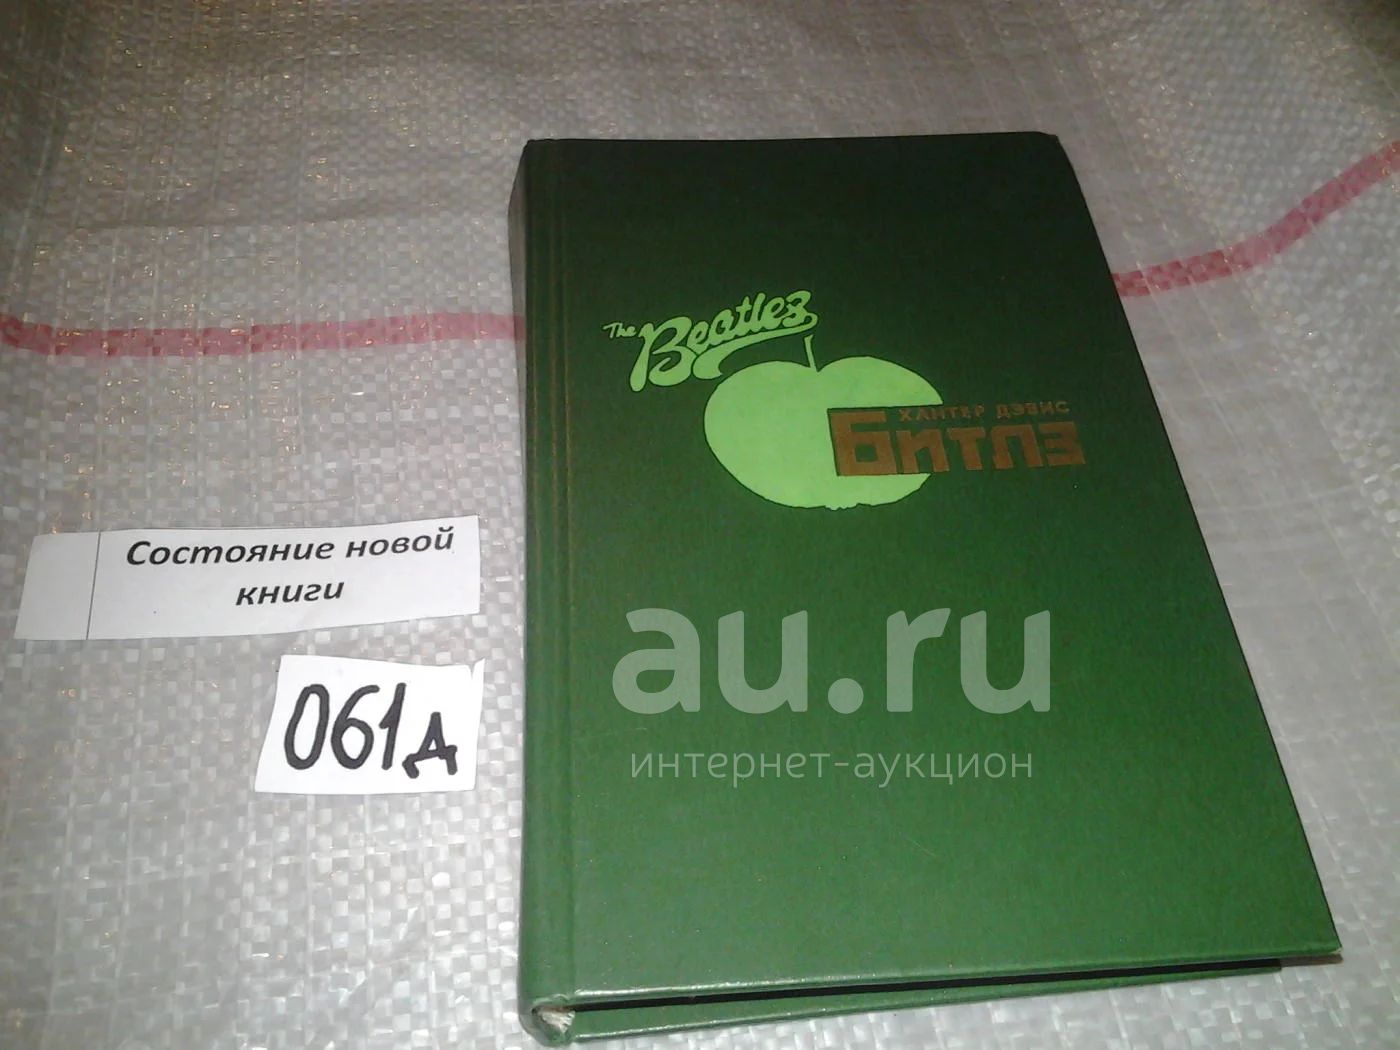 The Beatles
ХАНТЕР ДЭВИС
БИТЛЗ
Состояние новой
книги
061д
au.ru
интернет-аукцион